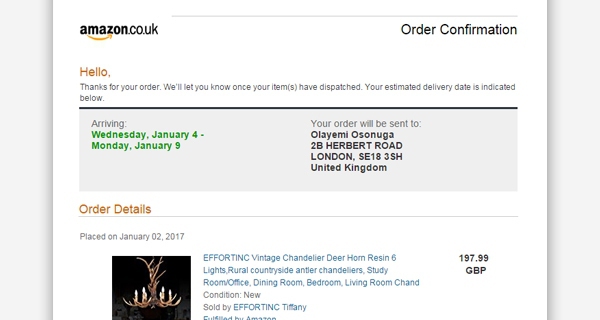 amazon.co.uk
Order Confirmation
Hello,
Thanks for your order. We'll let you know once your item(s) have dispatched. Your estimated delivery date is indicated
below.
Arriving:
Wednesday, January 4 -
Monday, January 9
Your order will be sent to:
Olayemi Osonuga
2B HERBERT ROAD
LONDON, SE18 3SH
United Kingdom
Order Details
Placed on January 02, 2017
EFFORTINC Vintage Chandelier Deer Horn Resin 6
Lights,Rural countryside antler chandeliers, Study
Room/Office, Dining Room, Bedroom, Living Room Chand
Condition: New
Sold by EFFORTINC Tiffany
Fulfilled by Amazon
197.99
GBP